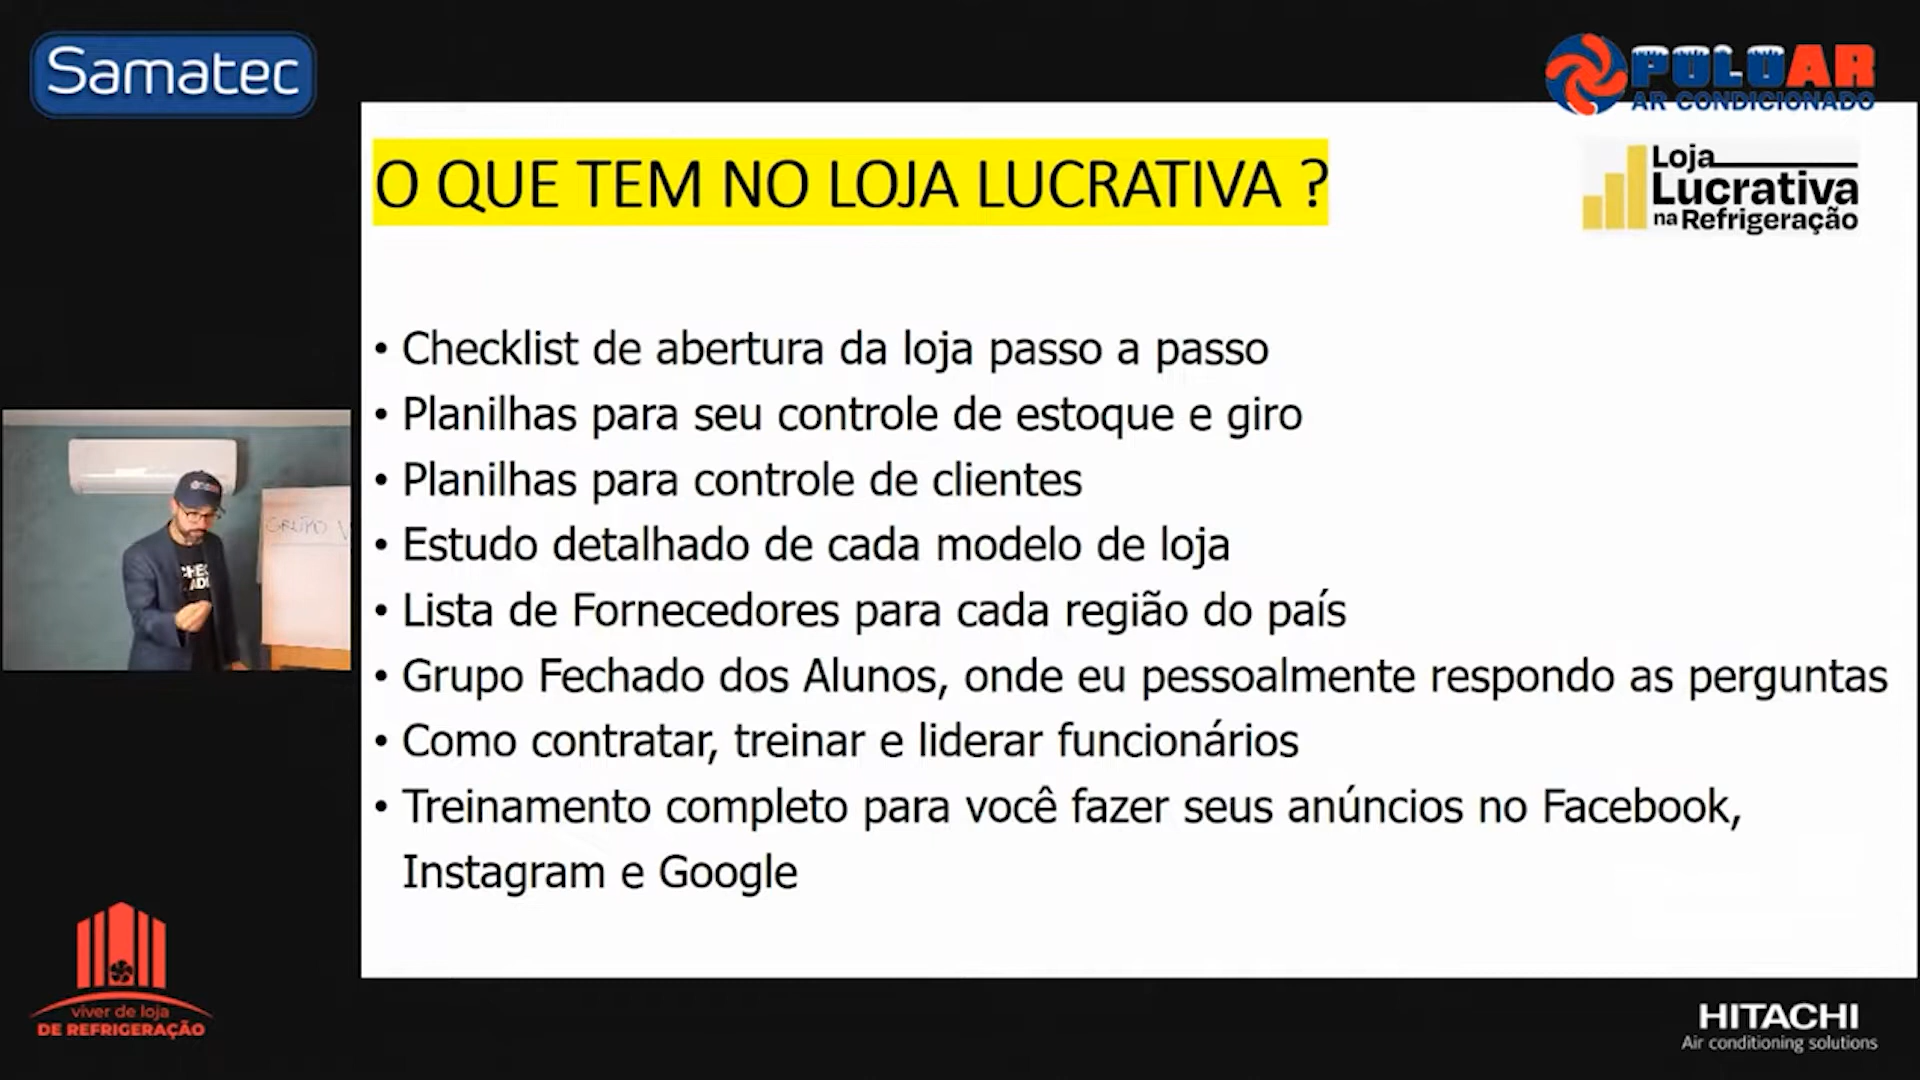 Samatec
POLOAR
AR CONDICIONADO
O QUE TEM NO LOJA LUCRATIVA ?
Loja
Lucrativa
na Refrigeração
• Checklist de abertura da loja passo a passo
• Planilhas para seu controle de estoque e giro
• Planilhas para controle de clientes
• Estudo detalhado de cada modelo de loja
• Lista de Fornecedores para cada região do país
• Grupo Fechado dos Alunos, onde eu pessoalmente respondo as perguntas
• Como contratar, treinar e liderar funcionários
• Treinamento completo para você fazer seus anúncios no Facebook,
Instagram e Google
GRUPO V
viver de loja
DE REFRIGERAÇÃO
HITACHI
Air conditioning solutions